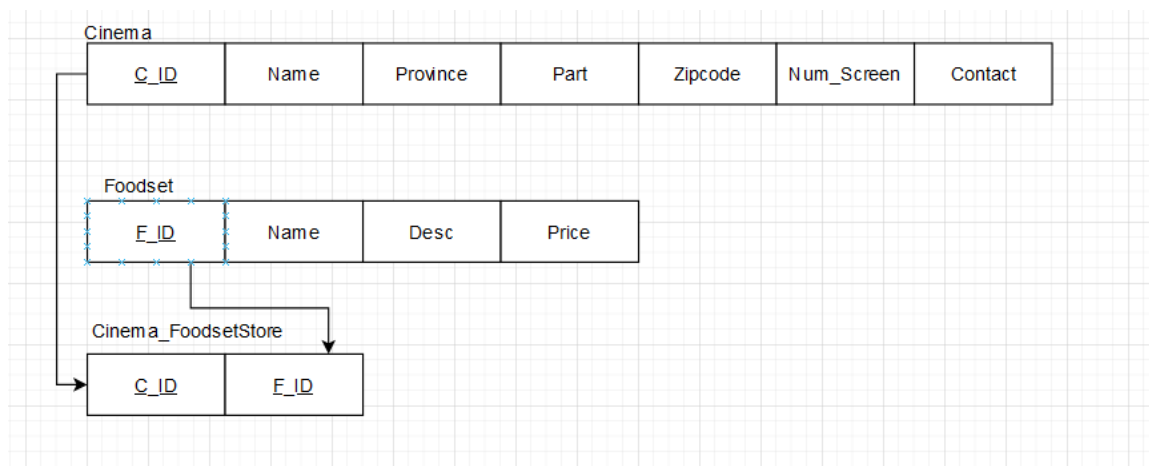 Cinema
C_ID Name Province Part Zipcode Num_Screen Contact
Foodset
F_ID Name Desc Price
Cinema_FoodsetStore
C_ID F_ID